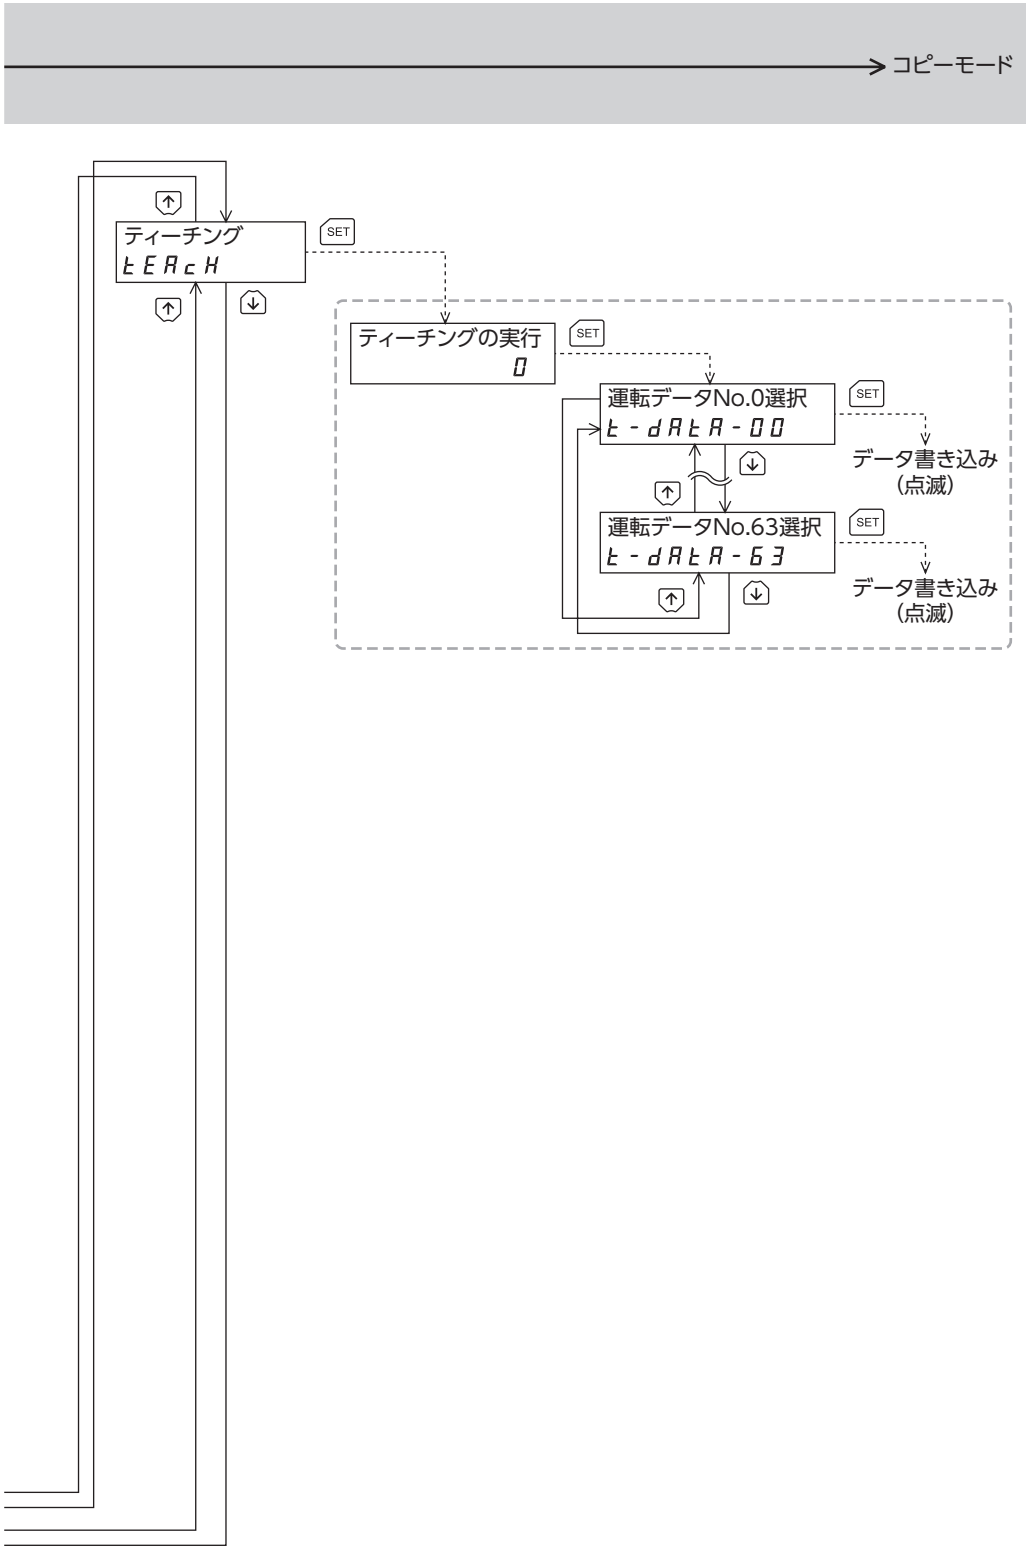 コピーモード
ティーチング
tEAcH
SET
ティーチングの実行
0
SET
運転データNo.0選択
t-dAtA-00
SET
データ書き込み
(点滅)
運転データNo.63選択
t-dAtA-63
SET
データ書き込み
(点滅)